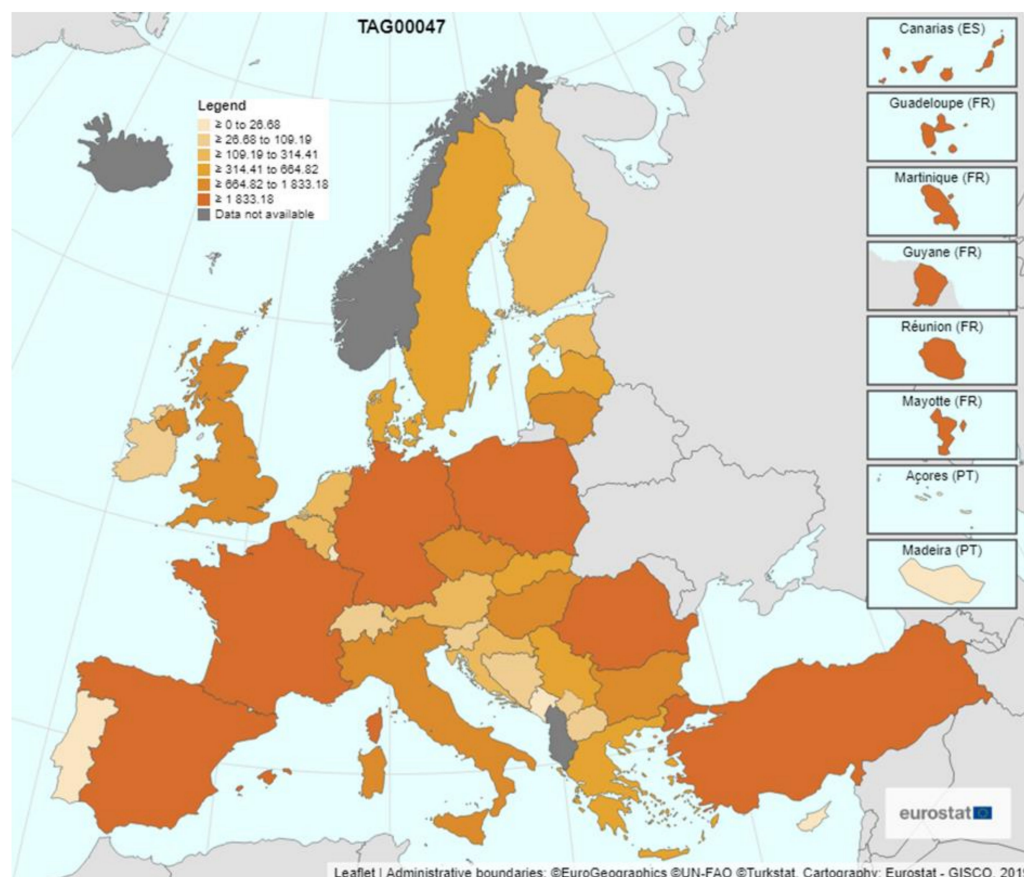 TAG00047
Legend
≥ 0 to 26.68
≥ 26.68 to 109.19
≥ 109.19 to 314.41
≥ 314.41 to 664.82
≥ 664.82 to 1 833.18
≥ 1 833.18
Data not available
Canarias (ES)
Guadeloupe (FR)
Martinique (FR)
Guyane (FR)
Réunion (FR)
Mayotte (FR)
Açores (PT)
Madeira (PT)
eurostat
Leaflet | Administrative boundaries: ©EuroGeographics ©UN-FAO ©Turkstat, Cartography: Eurostat - GISCO, 201